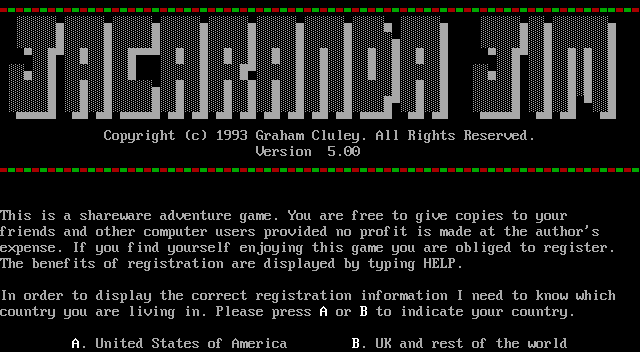 JACARANDA JIM
Copyright (c) 1993 Graham Cluley. All Rights Reserved.
Version 5.00
This is a shareware adventure game. You are free to give copies to your
friends and other computer users provided no profit is made at the author's
expense. If you find yourself enjoying this game you are obliged to register.
The benefits of registration are displayed by typing HELP.
In order to display the correct registration information I need to know which
country you are living in. Please press A or B to indicate your country.
A. United States of America B. UK and rest of the world